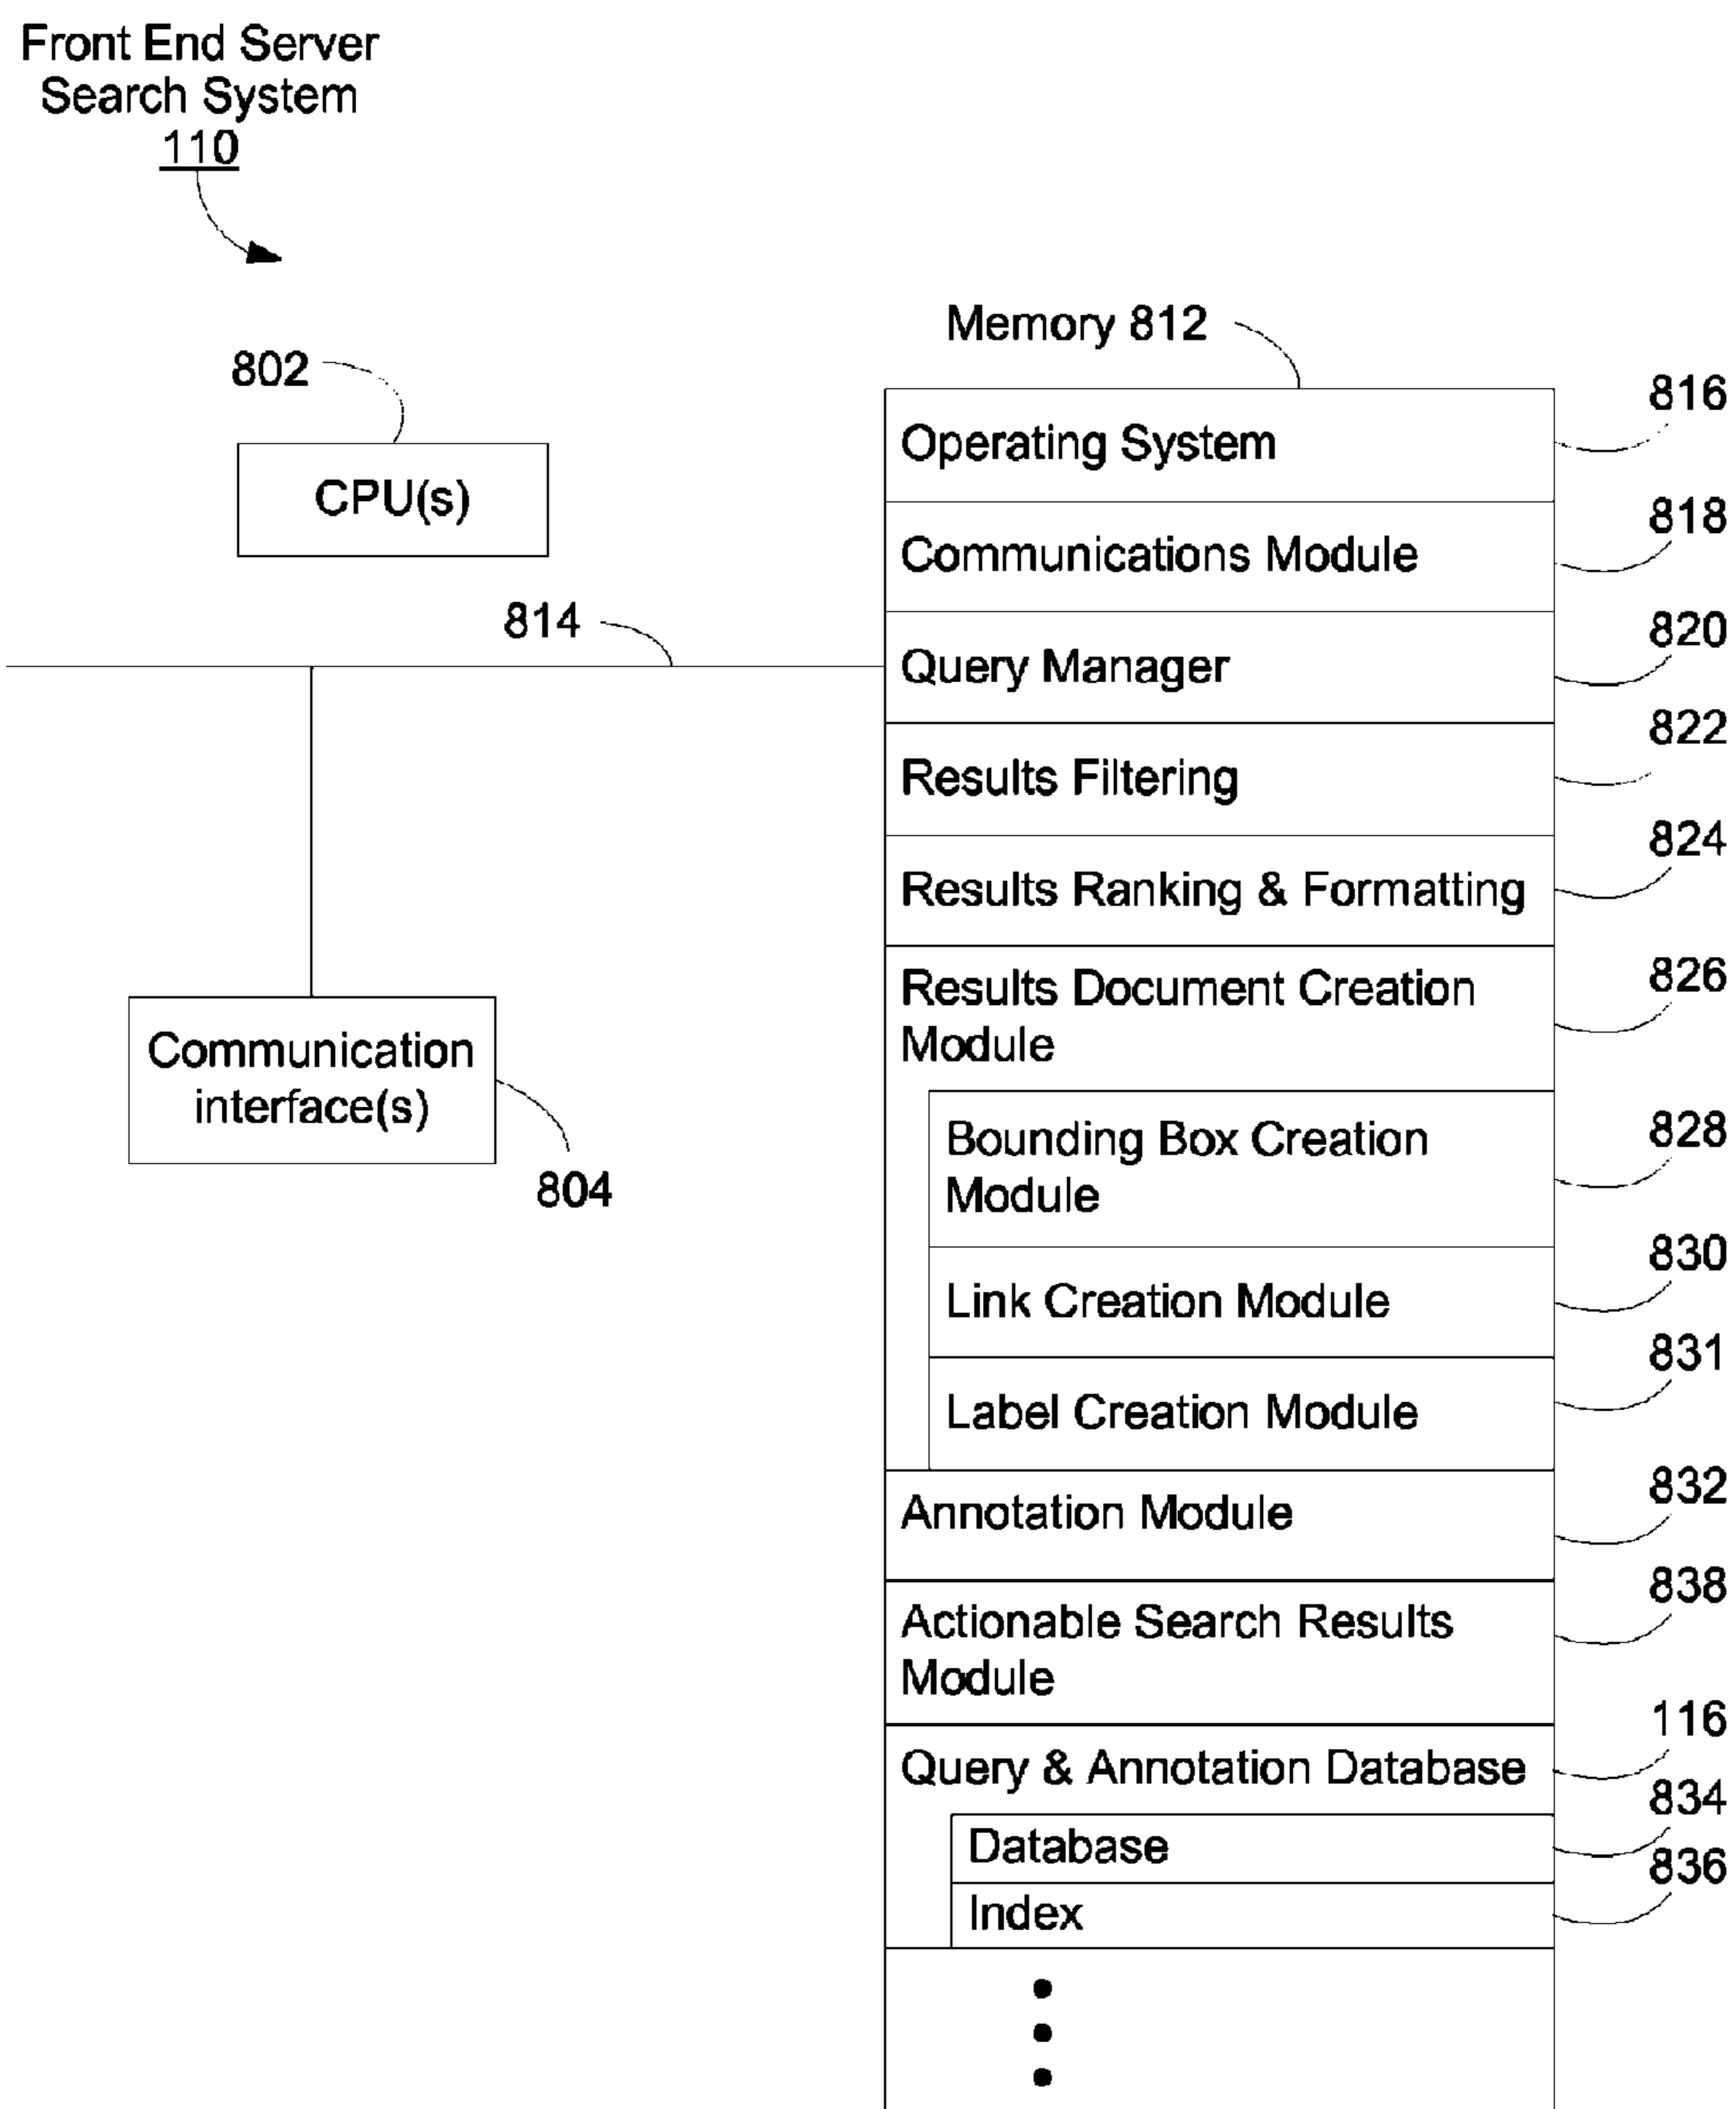 Front End Server
Search System
110
Memory 812
802
816
Operating System
CPU(s)
818
Communications Module
814
820
Query Manager
822
Results Filtering
824
Results Ranking & Formatting
826
Results Document Creation
Module
Communication
interface(s)
804
828
Bounding Box Creation
Module
830
Link Creation Module
831
Label Creation Module
832
Annotation Module
838
Actionable Search Results
Module
116
Query & Annotation Database
834
Database
836
Index